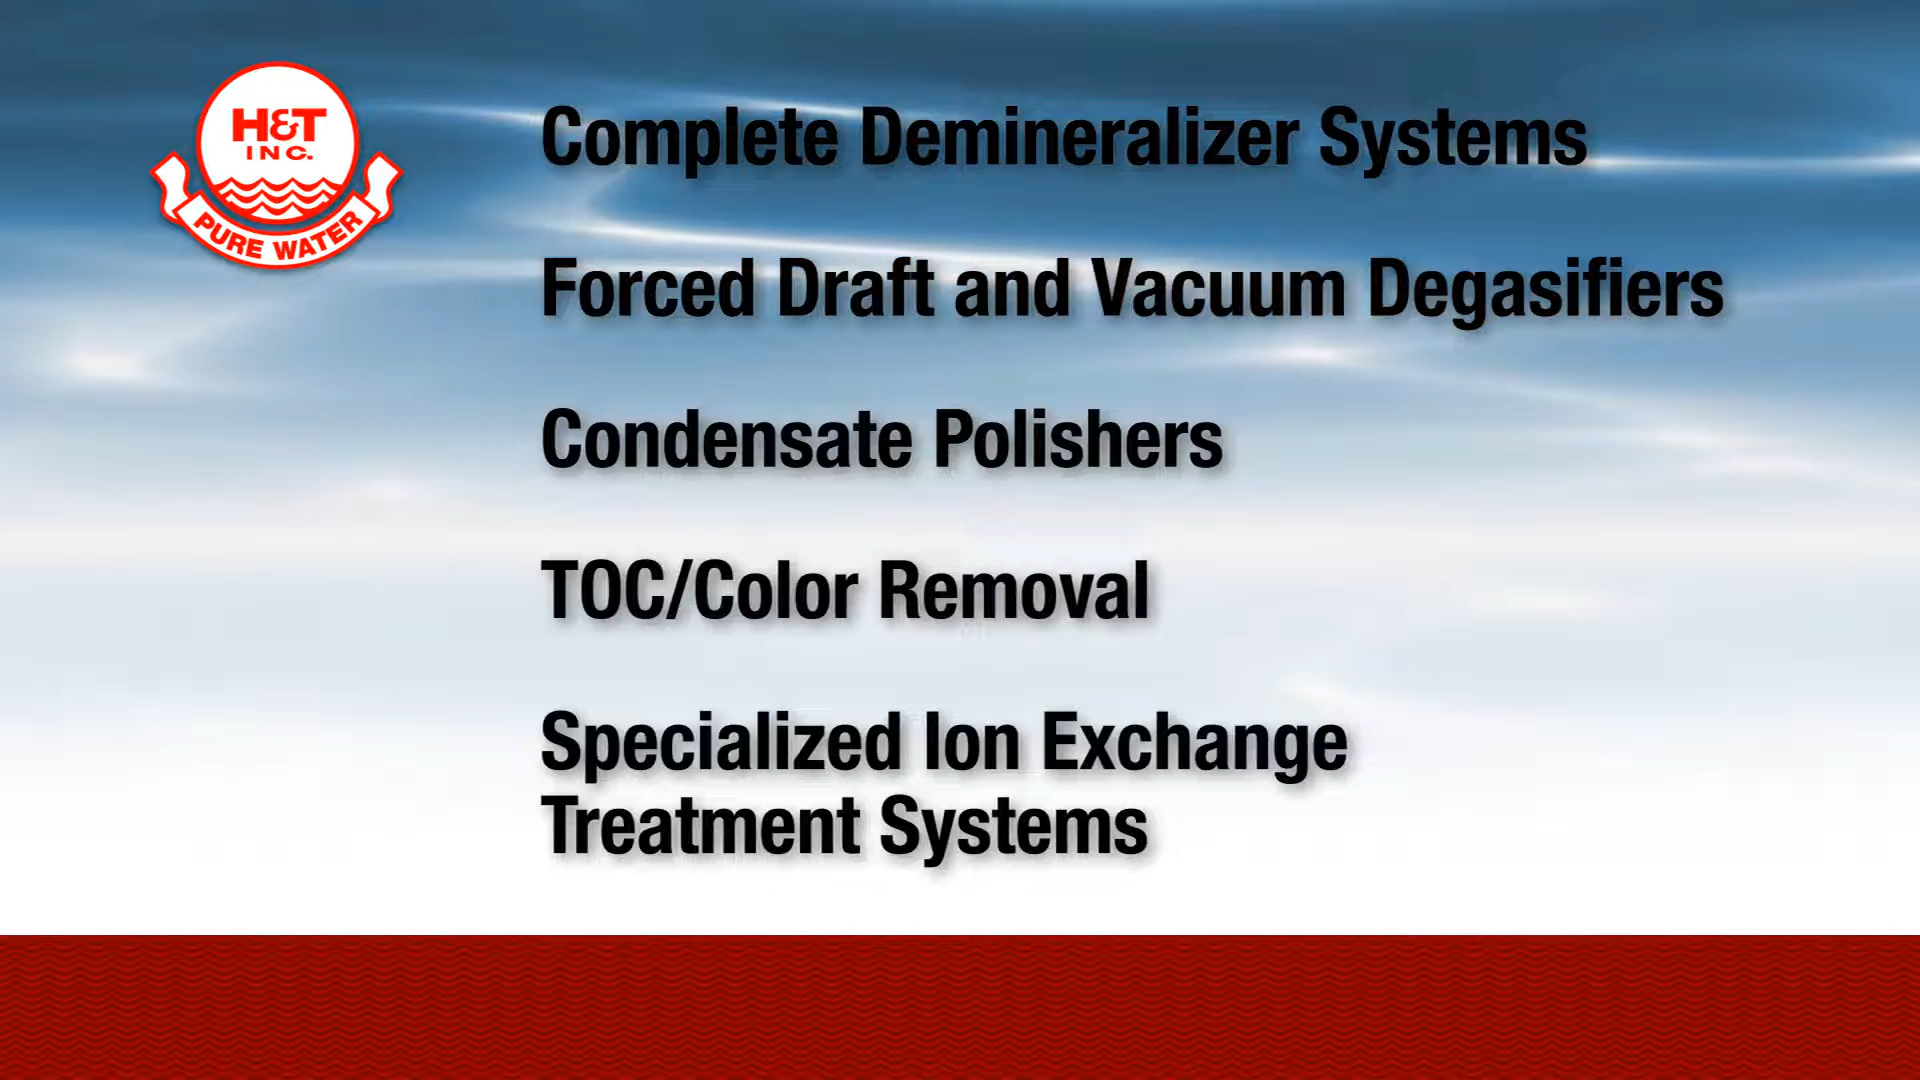 H&T
INC.
PURE WATER
Complete Demineralizer Systems
Forced Draft and Vacuum Degasifiers
Condensate Polishers
TOC/Color Removal
Specialized Ion Exchange
Treatment Systems